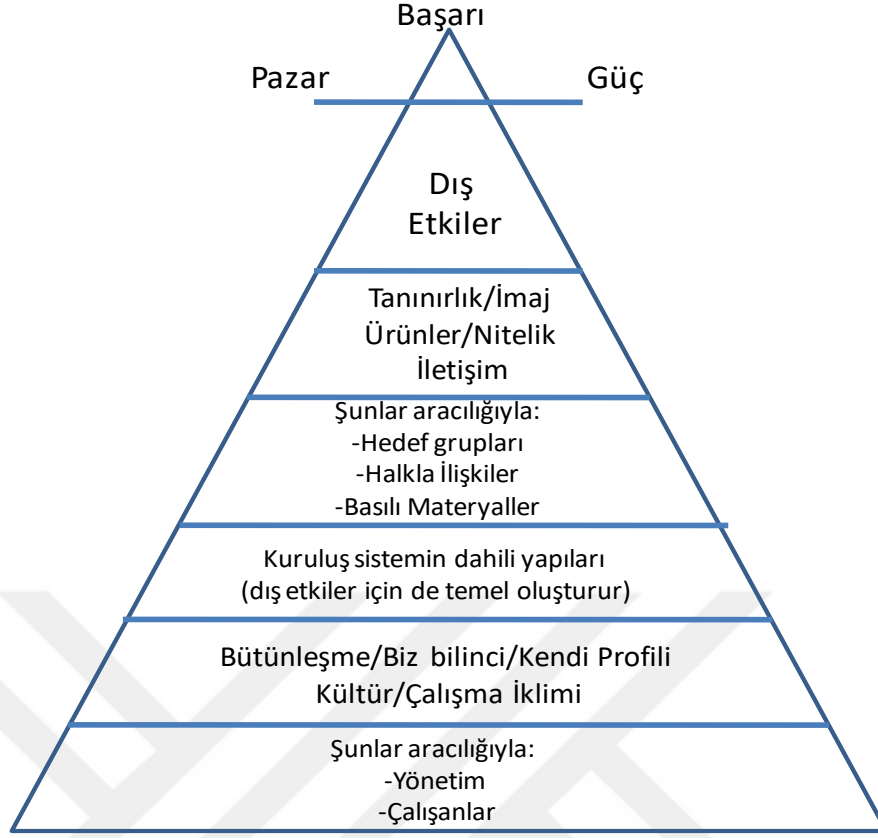 Başarı
Pazar
Güç
Dış
Etkiler
Tanınırlık/İmaj
Ürünler/Nitelik
İletişim
Şunlar aracılığıyla:
-Hedef grupları
-Halkla İlişkiler
-Basılı Materyaller
Kuruluş sistemin dahili yapıları
(dış etkiler için de temel oluşturur)
Bütünleşme/Biz bilinci/Kendi Profili
Kültür/Çalışma İklimi
Şunlar aracılığıyla:
-Yönetim
-Çalışanlar